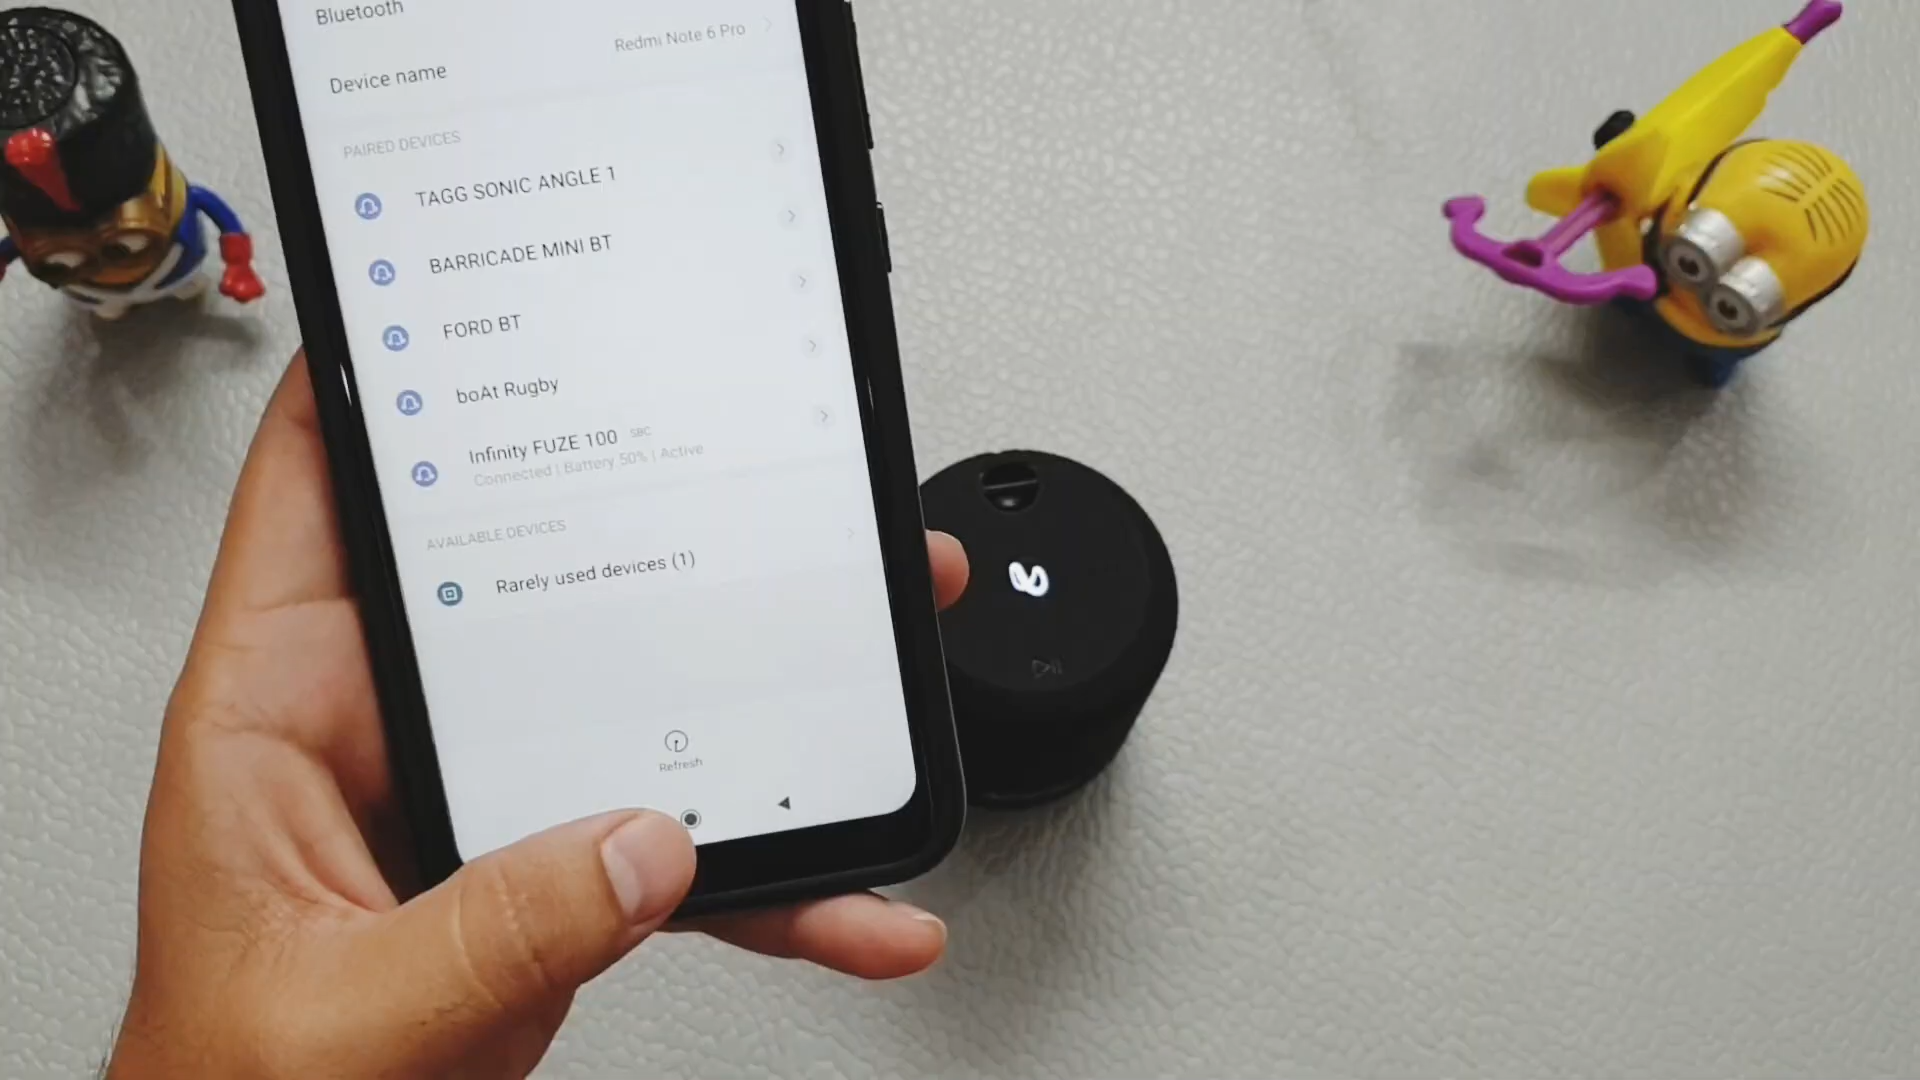 Bluetooth
Redmi Note 6 Pro
Device name
PAIRED DEVICES
TAGG SONIC ANGLE 1
BARRICADE MINI BT
FORD BT
boAt Rugby
Infinity FUZE 100 SBC
Connected | Battery 50% | Active
AVAILABLE DEVICES
Rarely used devices (1)
Refresh